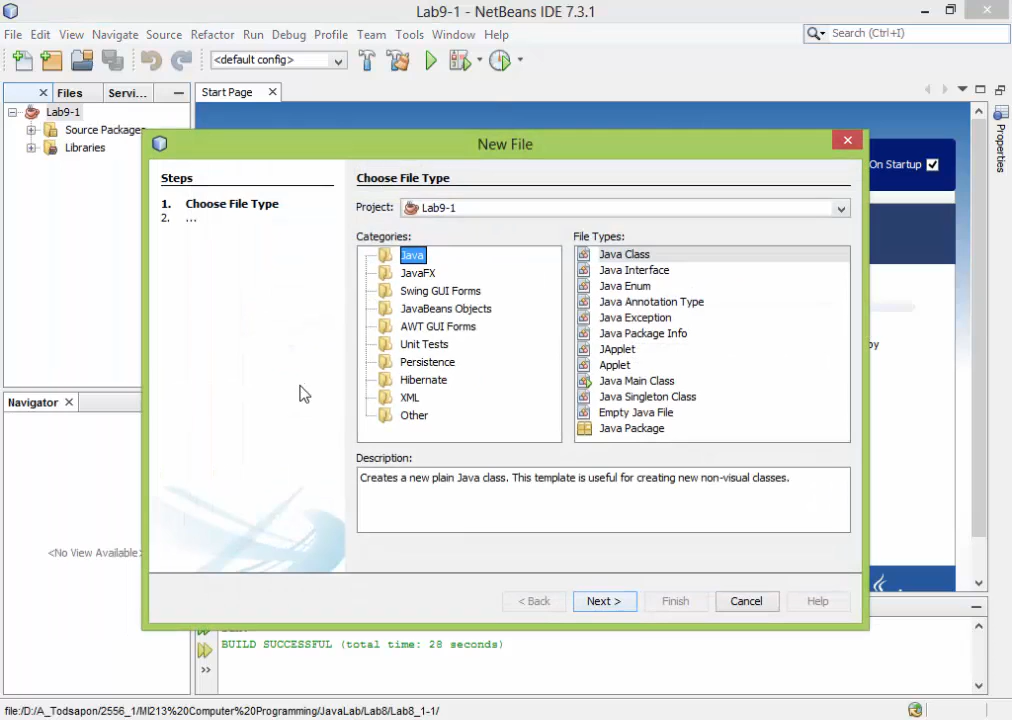 Lab9-1 - NetBeans IDE 7.3.1
File Edit View Navigate Source Refactor Run Debug Profile Team Tools Window Help
Search (Ctrl+I)
<default config>
Files Servi...
Start Page
Lab9-1
Source Packages
Libraries
On Startup
Properties
New File
Steps
1. Choose File Type
2. ...
Choose File Type
Project: Lab9-1
Categories:
Java
JavaFX
Swing GUI Forms
JavaBeans Objects
AWT GUI Forms
Unit Tests
Persistence
Hibernate
XML
Other
File Types:
Java Class
Java Interface
Java Enum
Java Annotation Type
Java Exception
Java Package Info
JApplet
Applet
Java Main Class
Java Singleton Class
Empty Java File
Java Package
Description:
Creates a new plain Java class. This template is useful for creating new non-visual classes.
< Back Next > Finish Cancel Help
Navigator
<No View Available>
BUILD SUCCESSFUL (total time: 28 seconds)
file:/D:/A_Todsapon/2556_1/MI213%20Computer%20Programming/JavaLab/Lab8/Lab8_1-1/